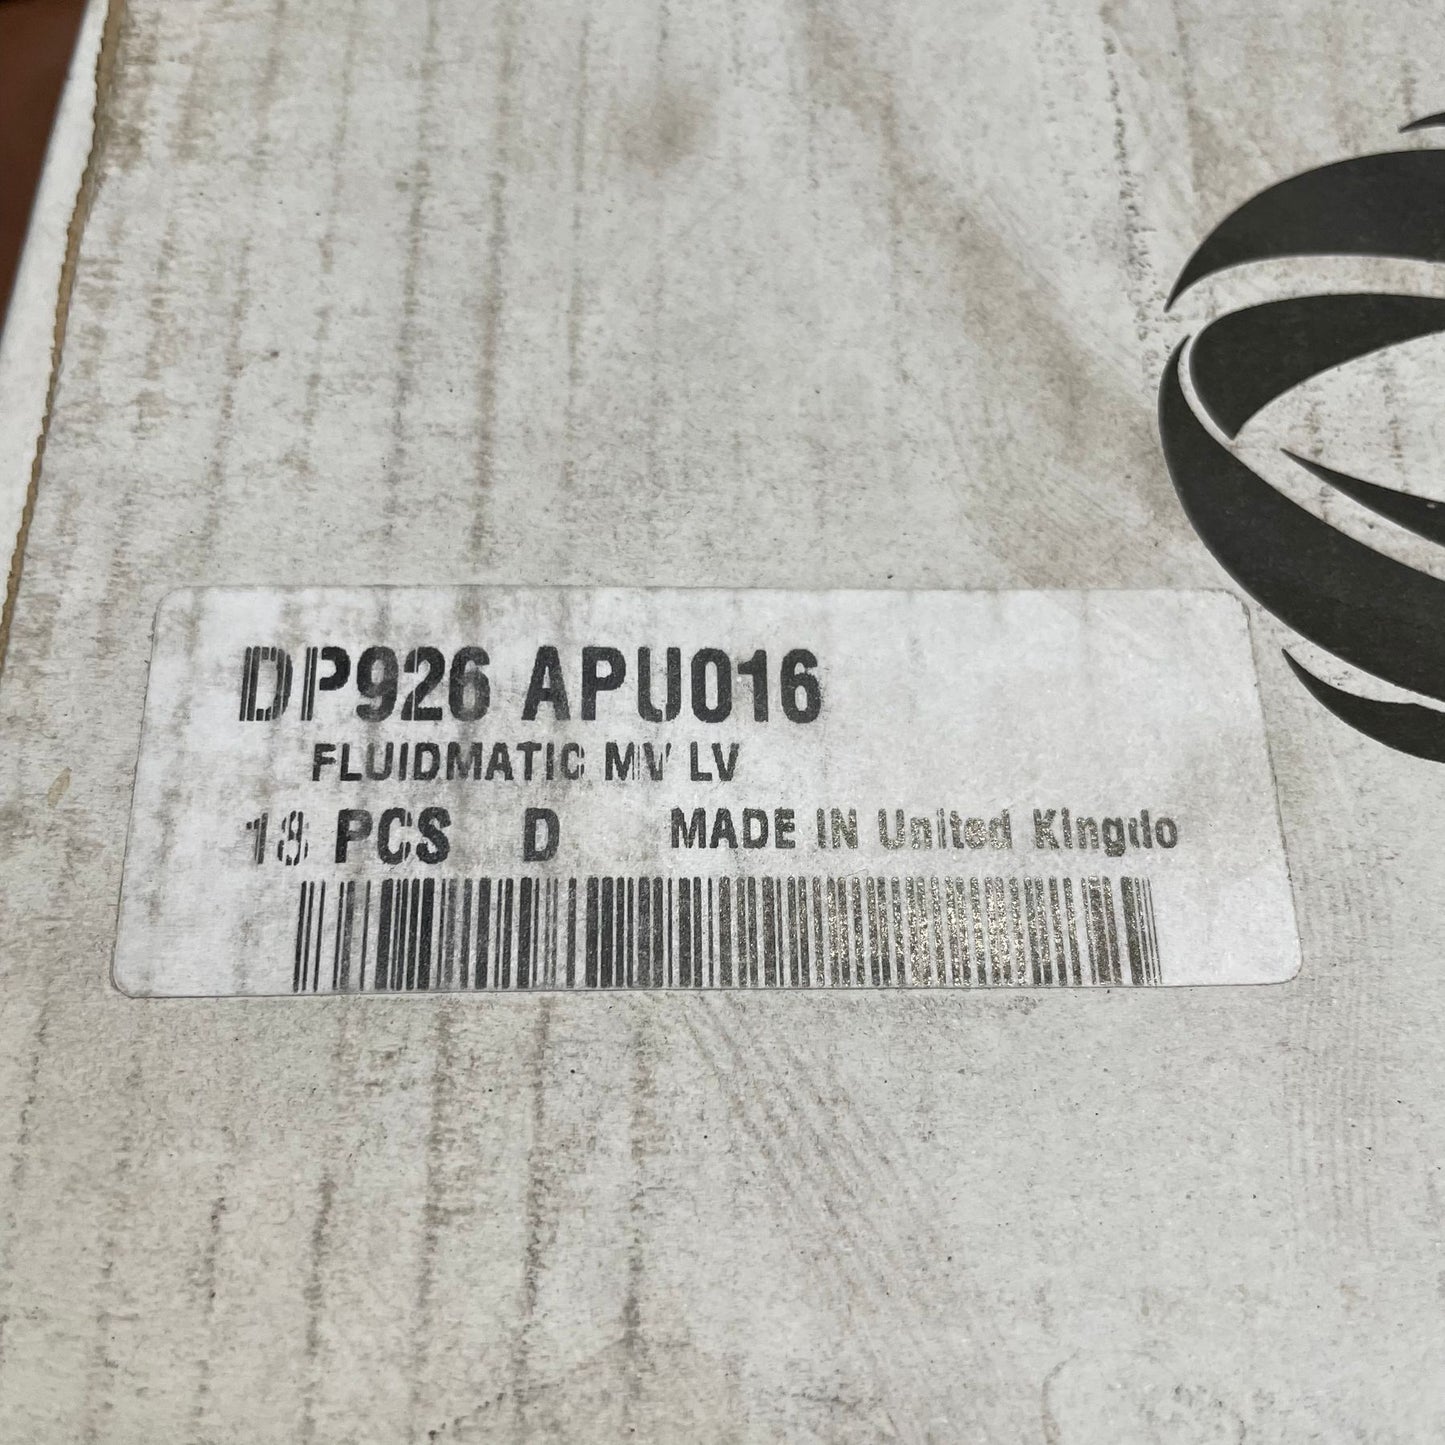 DP926 APU016
FLUIDMATIC MV LV
18 PCS D MADE IN United Kingdo